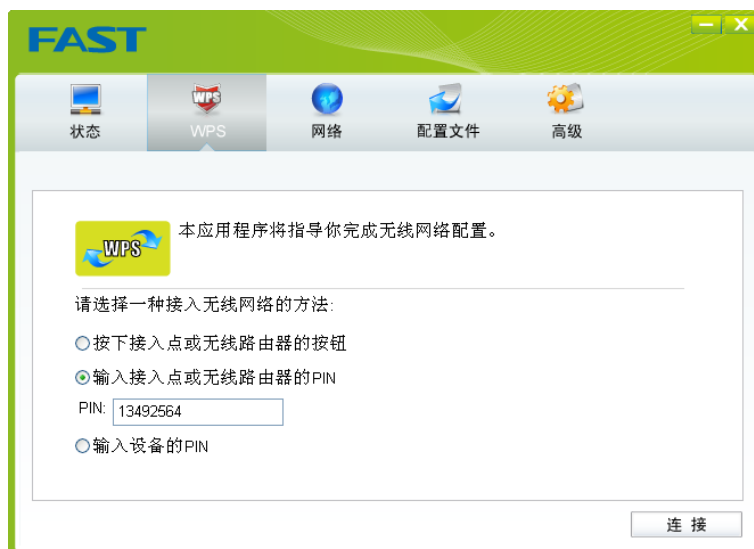 FAST
状态
WPS
WPS
网络
配置文件
高级
WPS
本应用程序将指导你完成无线网络配置。
请选择一种接入无线网络的方法:
按下接入点或无线路由器的按钮
输入接入点或无线路由器的PIN
PIN: 13492564
输入设备的PIN
连接